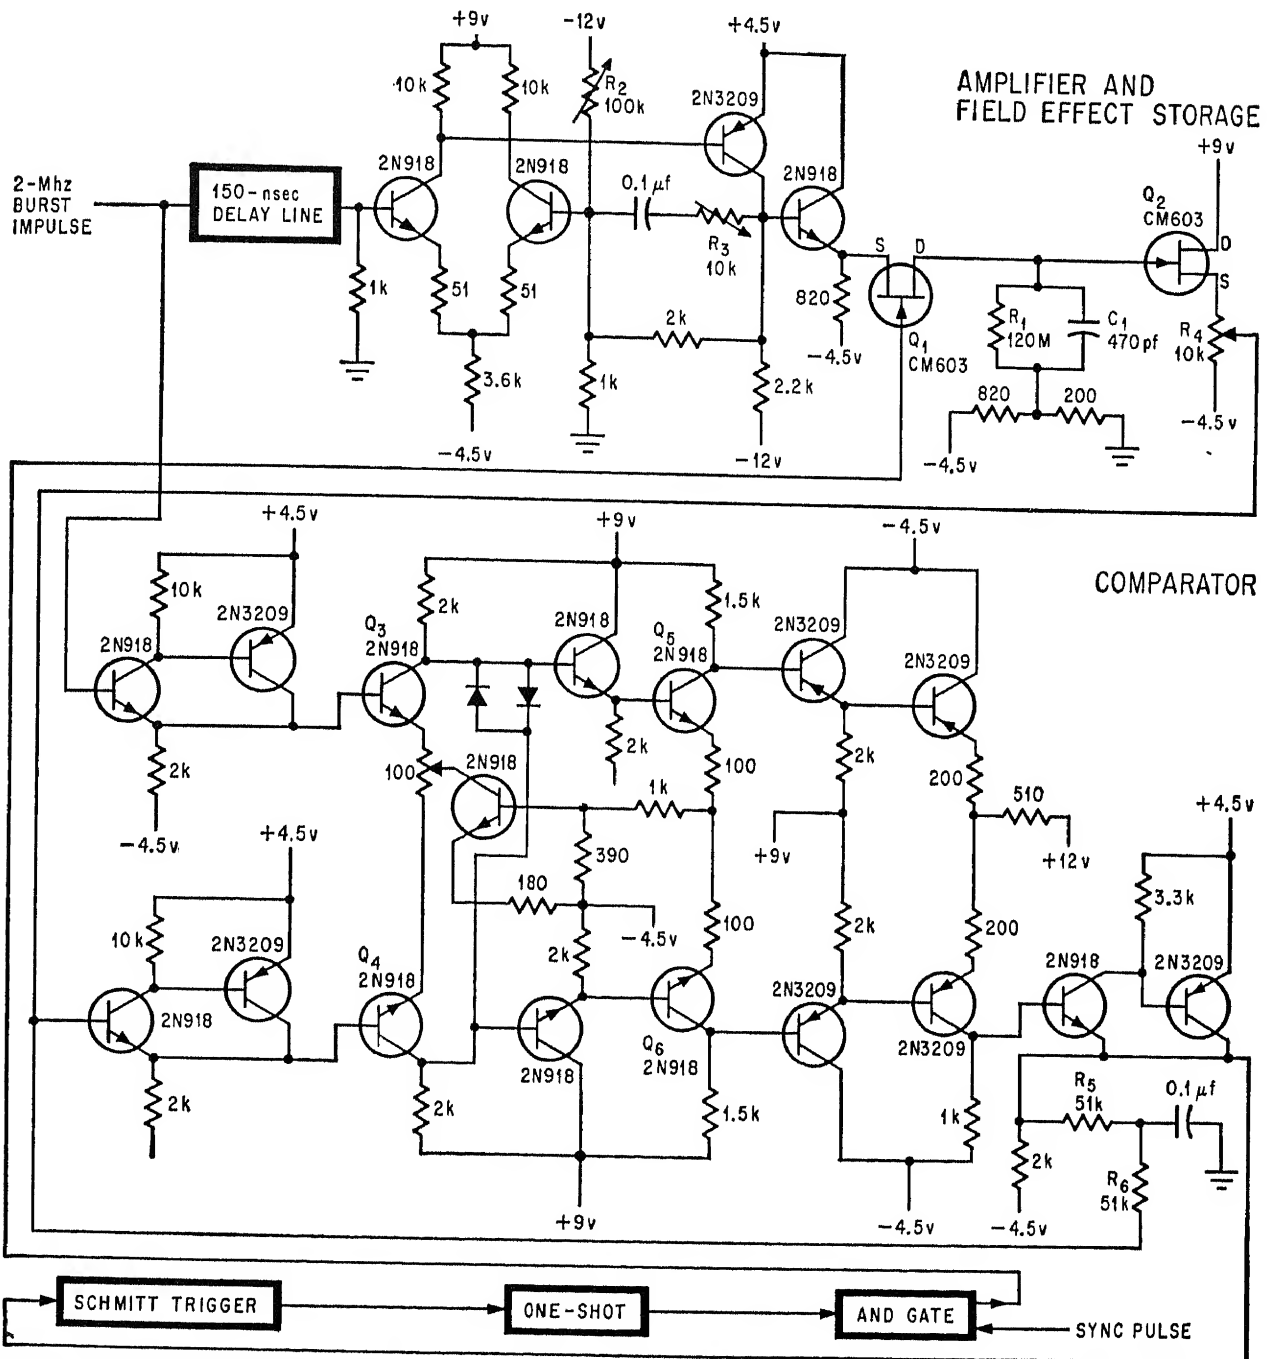 +9v
-12v
+4.5v
10k
10k
R2
100k
2N3209
AMPLIFIER AND
FIELD EFFECT STORAGE
+9v
2-Mhz
BURST
IMPULSE
150-nsec
DELAY LINE
2N918
2N918
0.1 µf
R3
10k
2N918
Q2
CM603
D
S
S
D
1k
51
51
2k
820
-4.5v
Q1
CM603
R1
120M
C1
470 pf
R4
10k
-4.5v
3.6k
-4.5v
1k
2.2k
-12v
820
200
-4.5v
+4.5v
+9v
-4.5v
COMPARATOR
10k
2N3209
2N918
2k
-4.5v
Q3
2N918
2k
2N918
Q5
2N918
1.5k
2N3209
2N3209
100
2N918
2k
1k
100
2k
200
510
+12v
+9v
+4.5v
+4.5v
390
180
-4.5v
2k
100
2k
200
3.3k
10k
2N3209
2N918
2k
Q4
2N918
2k
2N918
Q6
2N918
1.5k
2N3209
2N3209
2N918
2N3209
1k
R5
51k
0.1 µf
2k
R6
51k
-4.5v
+9v
-4.5v
SCHMITT TRIGGER
ONE-SHOT
AND GATE
SYNC PULSE